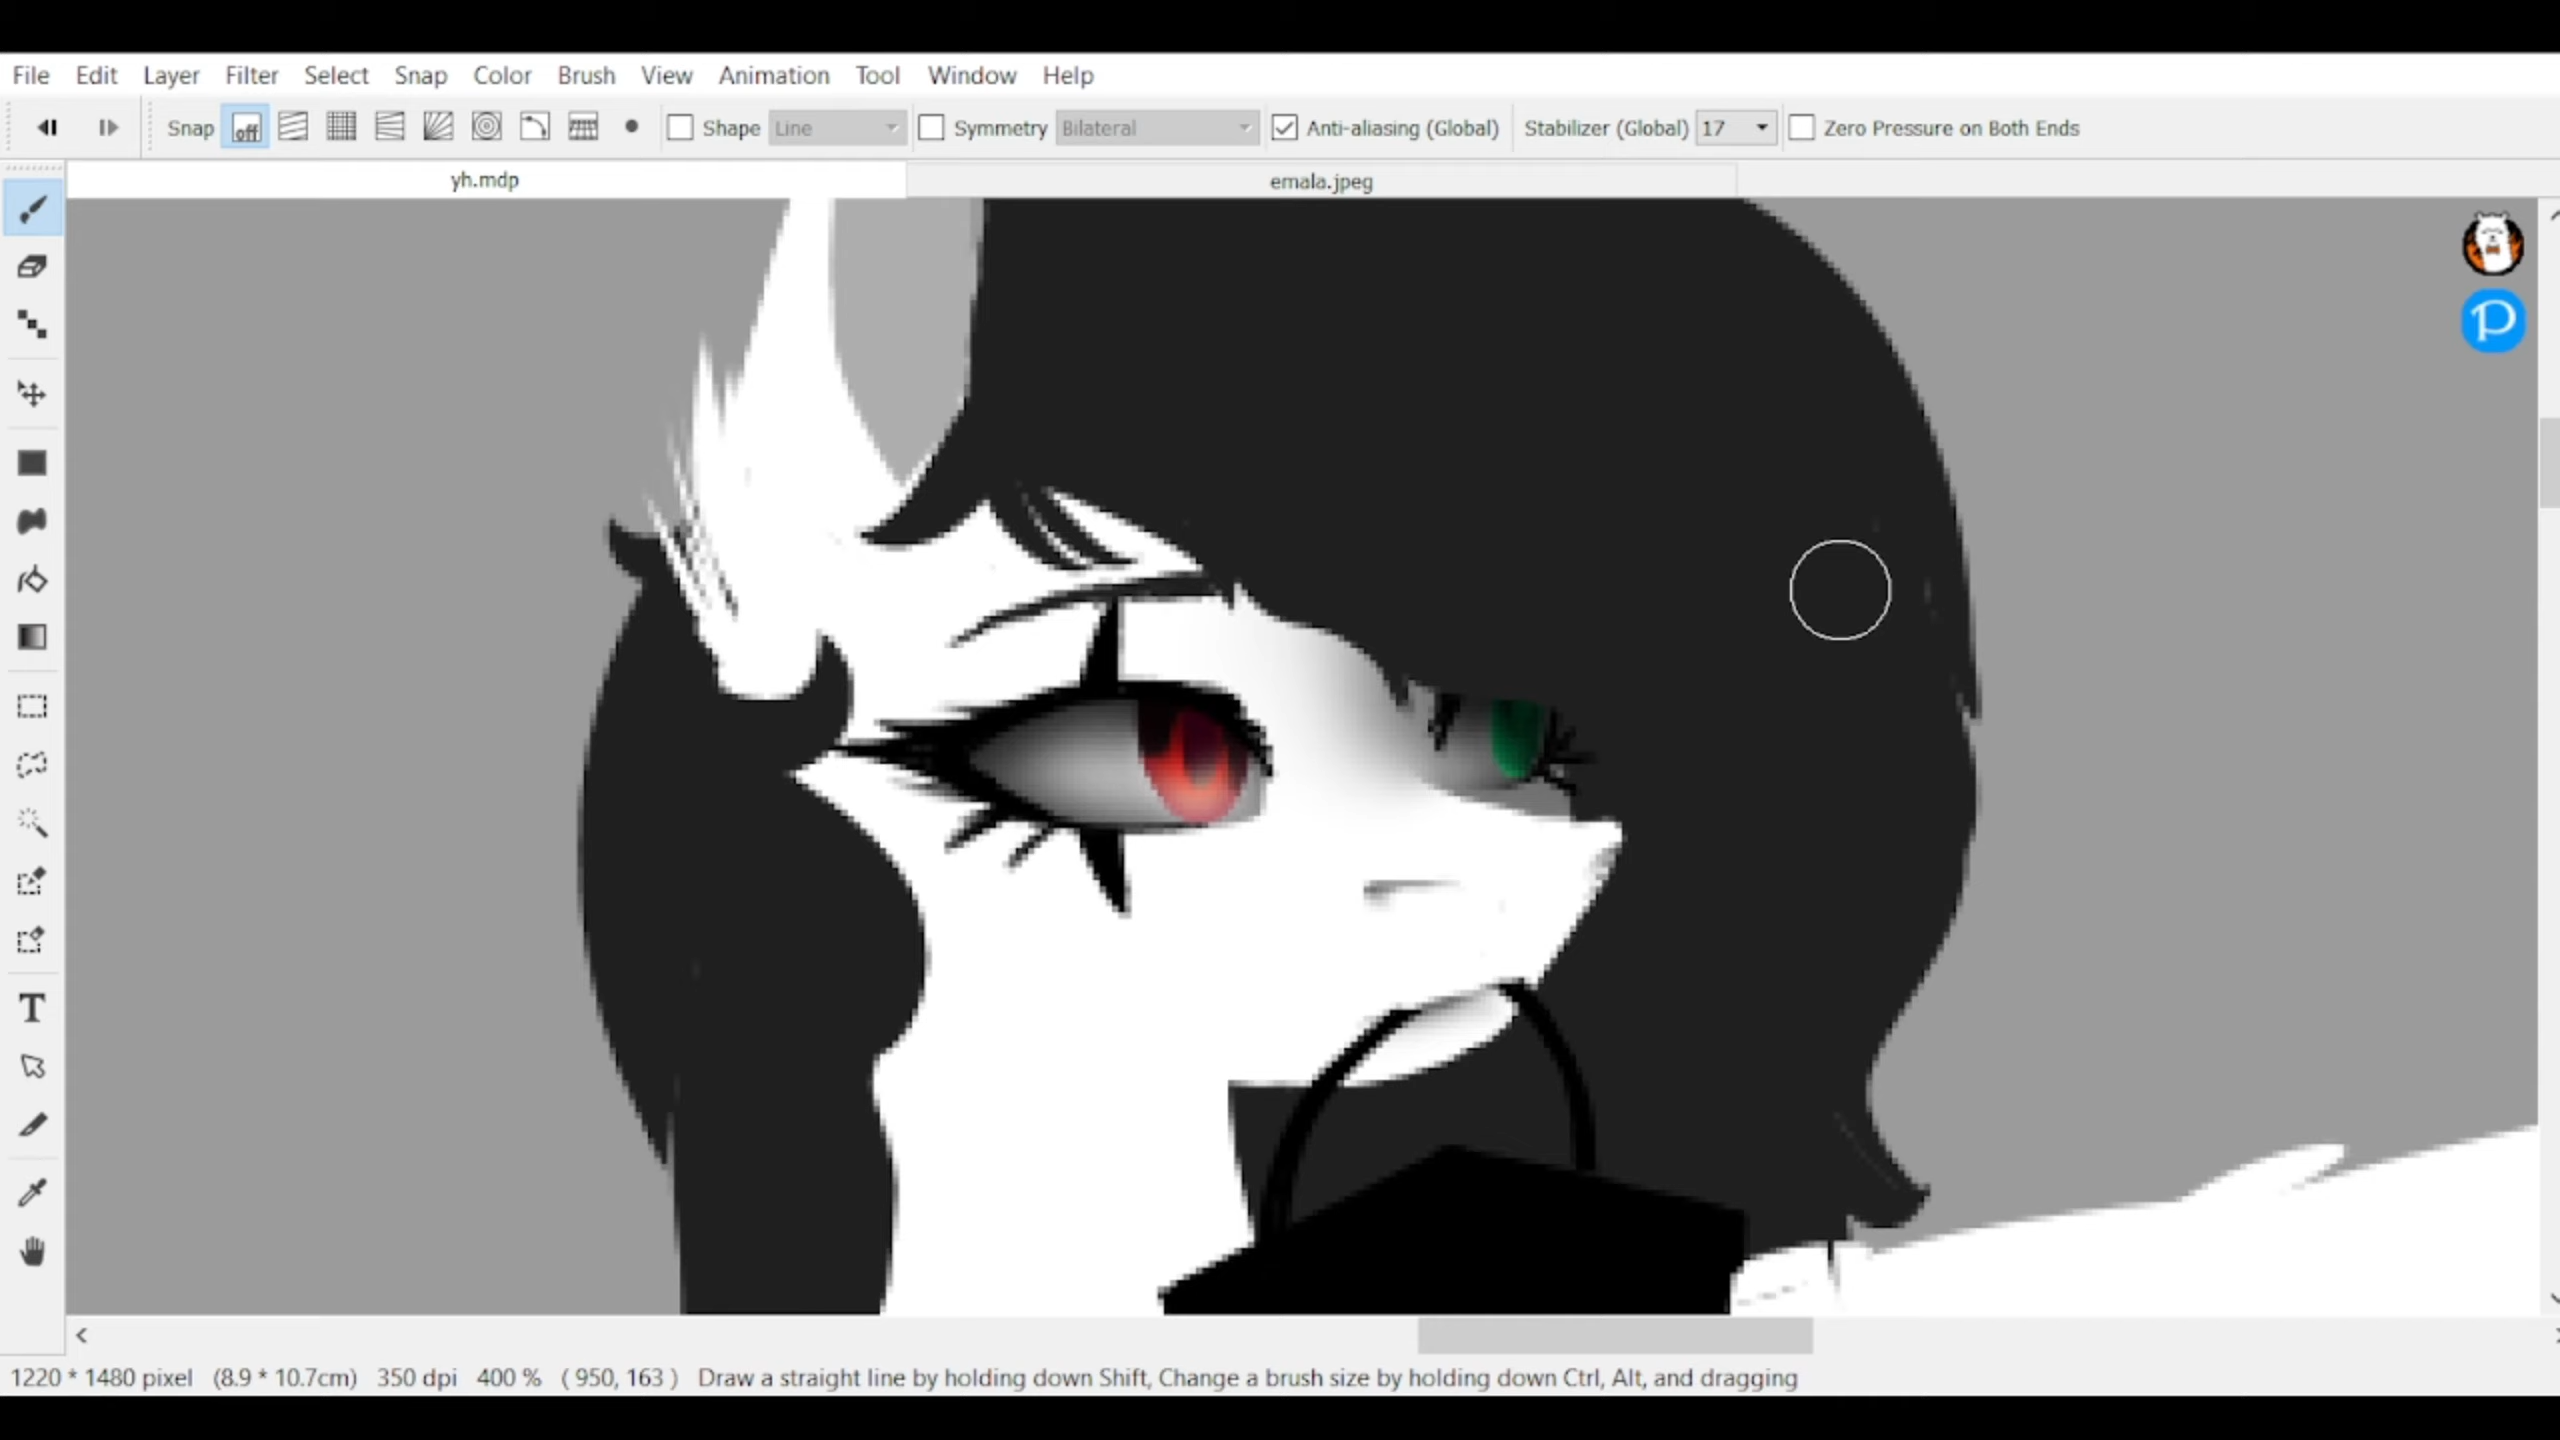 File Edit Layer Filter Select Snap Color Brush View Animation Tool Window Help
Snap off Shape Line Symmetry Bilateral Anti-aliasing (Global) Stabilizer (Global) 17 Zero Pressure on Both Ends
yh.mdp emala.jpeg
P
T
1220 * 1480 pixel (8.9 * 10.7cm) 350 dpi 400 % ( 950, 163 ) Draw a straight line by holding down Shift, Change a brush size by holding down Ctrl, Alt, and dragging